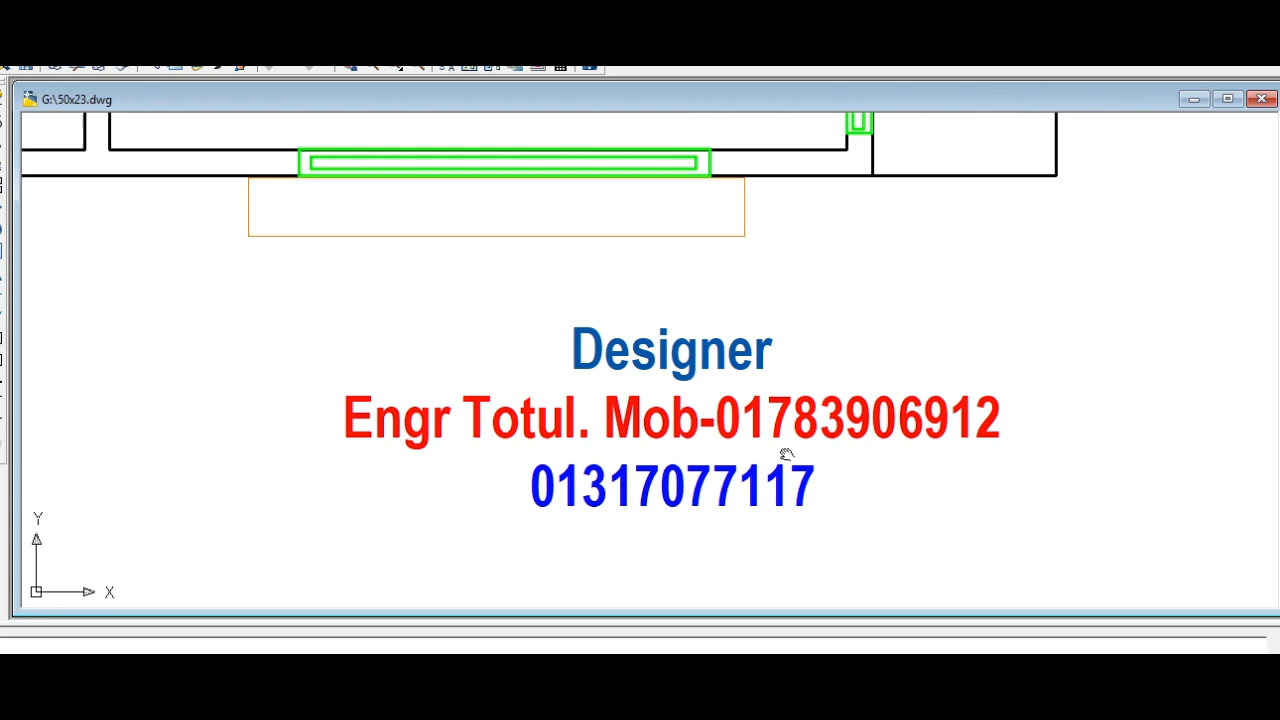 G:\50x23.dwg
Designer
Engr Totul. Mob-01783906912
01317077117
Y
X